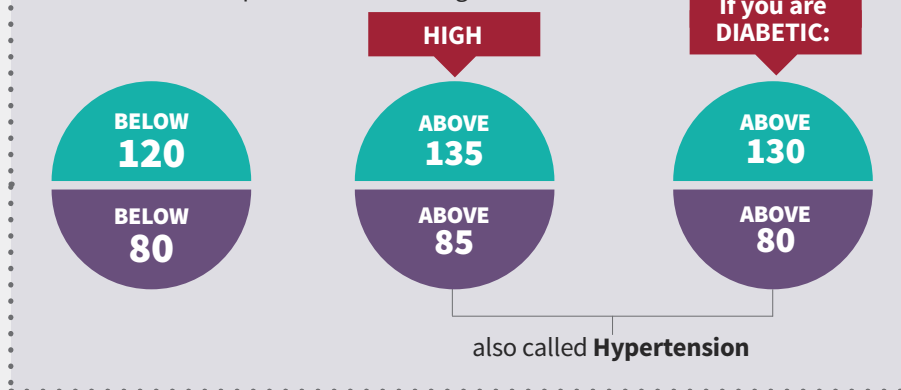 HIGH
If you are
DIABETIC:
BELOW
120
BELOW
80
ABOVE
135
ABOVE
85
ABOVE
130
ABOVE
80
also called Hypertension